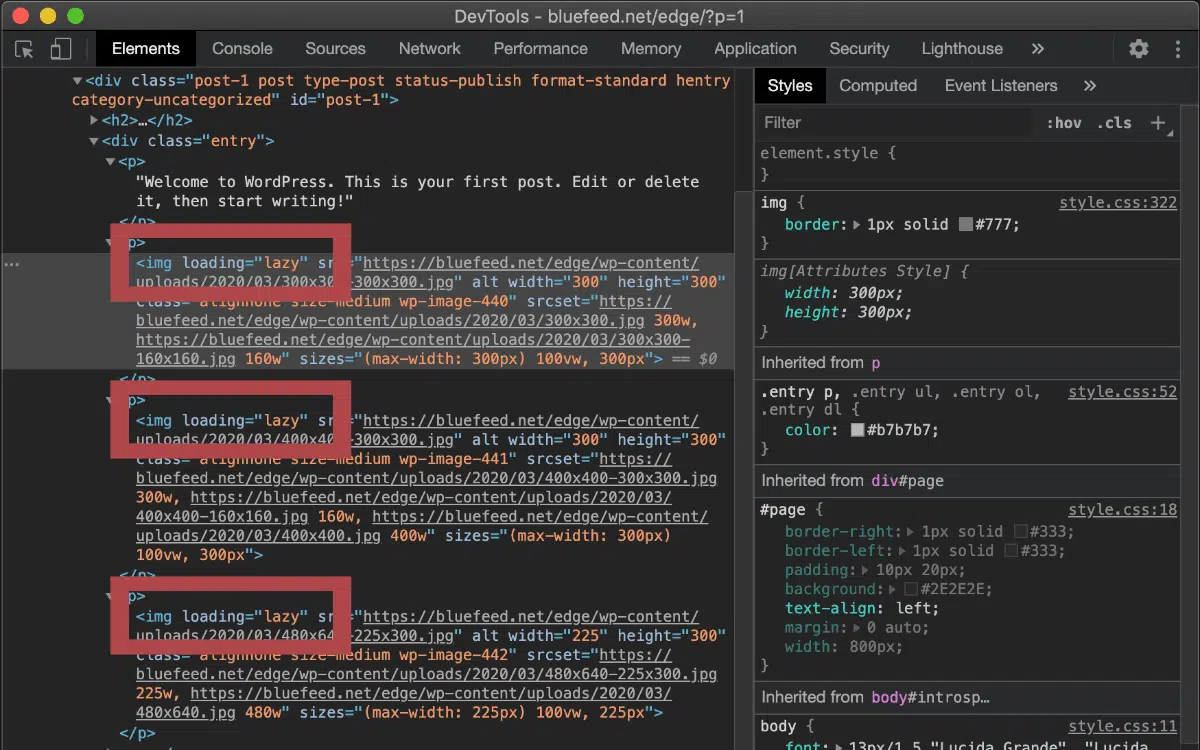 DevTools - bluefeed.net/edge/?p=1
Elements Console Sources Network Performance Memory Application Security Lighthouse »
<div class="post-1 post type-post status-publish format-standard hentry
category-uncategorized" id="post-1">
<h2>…</h2>
<div class="entry">
<p>
"Welcome to WordPress. This is your first post. Edit or delete
it, then start writing!"
</p>
p>
<img loading="lazy" sr ="https://bluefeed.net/edge/wp-content/
uploads/2020/03/300x30 -300x300.jpg" alt width="300" height="300"
class="alignnone size-medium wp-image-440" srcset="https://
bluefeed.net/edge/wp-content/uploads/2020/03/300x300.jpg 300w,
https://bluefeed.net/edge/wp-content/uploads/2020/03/300x300-
160x160.jpg 160w" sizes="(max-width: 300px) 100vw, 300px"> == $0
</p>
p>
<img loading="lazy" sr ="https://bluefeed.net/edge/wp-content/
uploads/2020/03/400x40 -300x300.jpg" alt width="300" height="300"
class="alignnone size-medium wp-image-441" srcset="https://
bluefeed.net/edge/wp-content/uploads/2020/03/400x400-300x300.jpg
300w, https://bluefeed.net/edge/wp-content/uploads/2020/03/
400x400-160x160.jpg 160w, https://bluefeed.net/edge/wp-content/
uploads/2020/03/400x400.jpg 400w" sizes="(max-width: 300px)
100vw, 300px">
</p>
p>
<img loading="lazy" sr ="https://bluefeed.net/edge/wp-content/
uploads/2020/03/480x64 -225x300.jpg" alt width="225" height="300"
class="alignnone size-medium wp-image-442" srcset="https://
bluefeed.net/edge/wp-content/uploads/2020/03/480x640-225x300.jpg
225w, https://bluefeed.net/edge/wp-content/uploads/2020/03/
480x640.jpg 480w" sizes="(max-width: 225px) 100vw, 225px">
</p>
Styles Computed Event Listeners »
Filter :hov .cls +
element.style {
}
img { style.css:322
border: 1px solid #777;
}
img[Attributes Style] {
width: 300px;
height: 300px;
}
Inherited from p
.entry p, .entry ul, .entry ol, style.css:52
.entry dl {
color: #b7b7b7;
}
Inherited from div#page
#page { style.css:18
border-right: 1px solid #333;
border-left: 1px solid #333;
padding: 10px 20px;
background: #2E2E2E;
text-align: left;
margin: 0 auto;
width: 800px;
}
Inherited from body#introsp…
body { style.css:11
font: 13px/1.5 "Lucida Grande", "Lucida